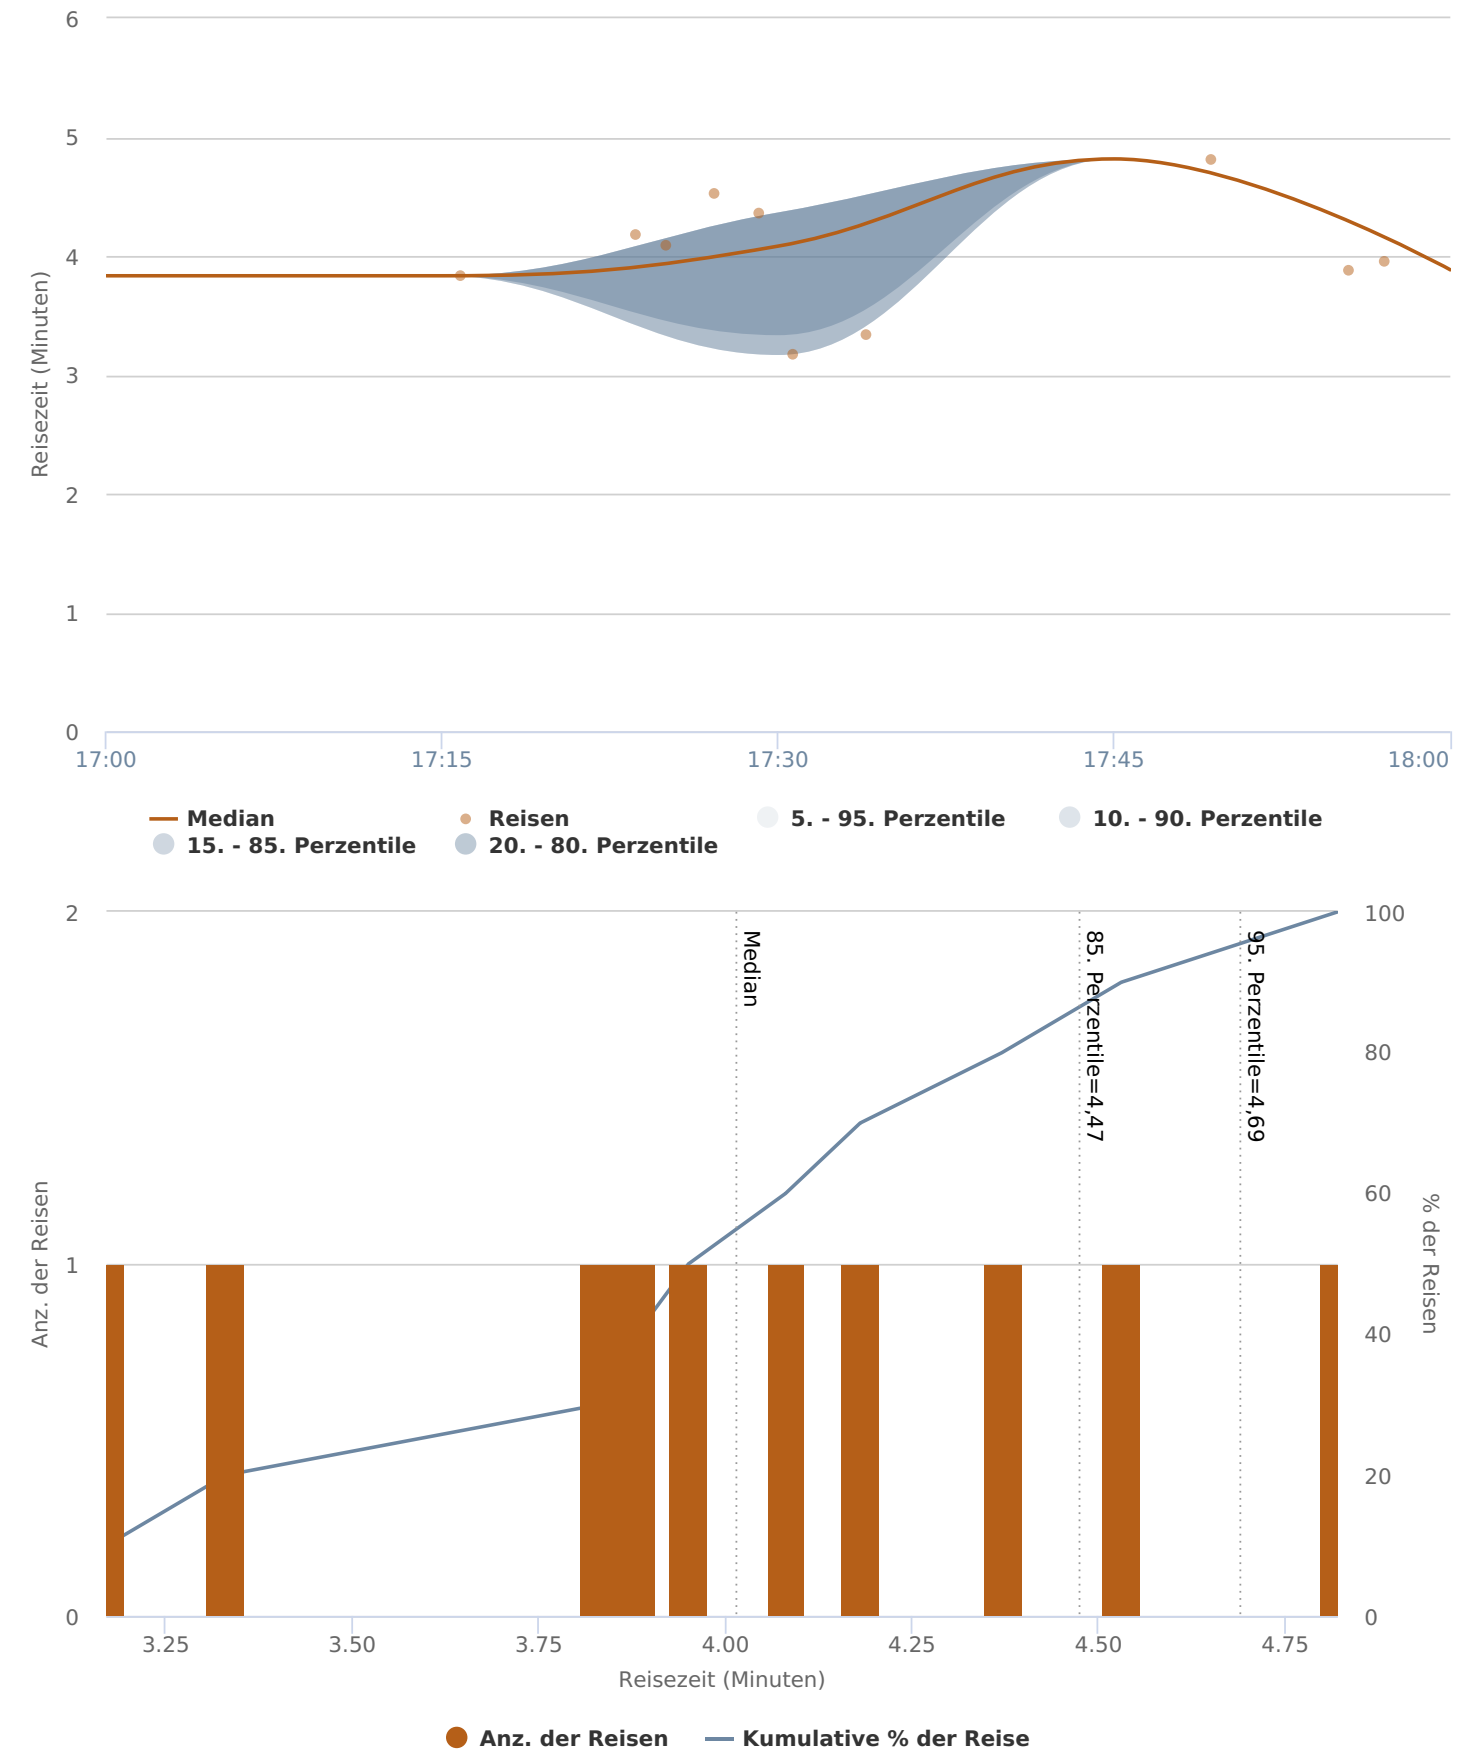 6
5
4
3
2
1
0
Reisezeit (Minuten)
17:00 17:15 17:30 17:45 18:00
Median Reisen 5. - 95. Perzentile 10. - 90. Perzentile
15. - 85. Perzentile 20. - 80. Perzentile
2
1
0
Anz. der Reisen
Median
85. Perzentile=4,47
95. Perzentile=4,69
100
80
60
40
20
0
% der Reisen
3.25 3.50 3.75 4.00 4.25 4.50 4.75
Reisezeit (Minuten)
Anz. der Reisen Kumulative % der Reise